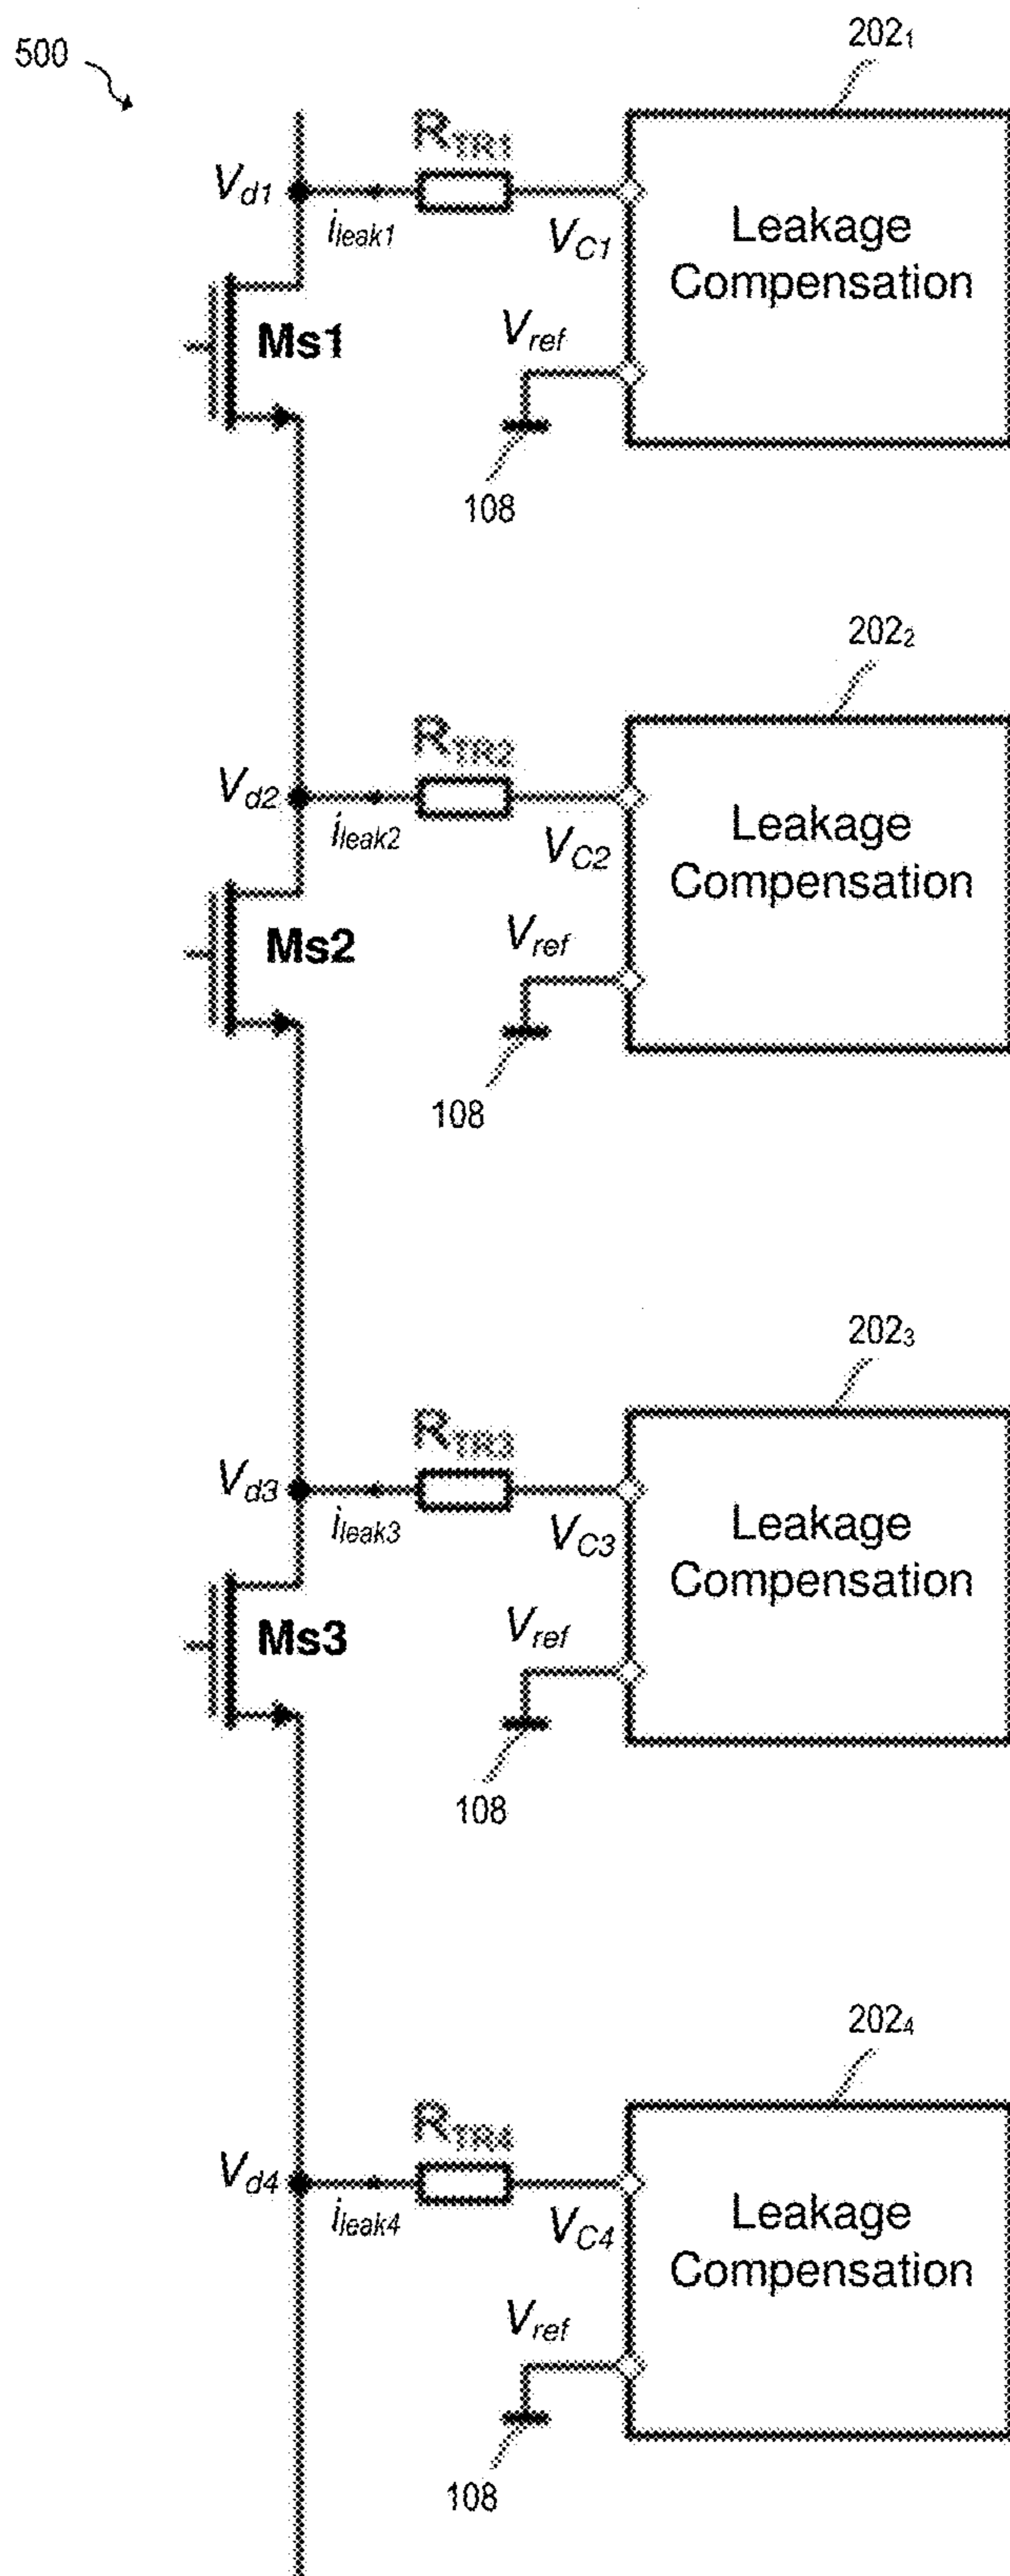 500
202₁
R_TR1
V_d1
i_leak1
V_C1
Leakage
Compensation
Ms1
V_ref
108
202₂
R_TR2
V_d2
i_leak2
V_C2
Leakage
Compensation
Ms2
V_ref
108
202₃
R_TR3
V_d3
i_leak3
V_C3
Leakage
Compensation
Ms3
V_ref
108
202₄
R_TR4
V_d4
i_leak4
V_C4
Leakage
Compensation
V_ref
108